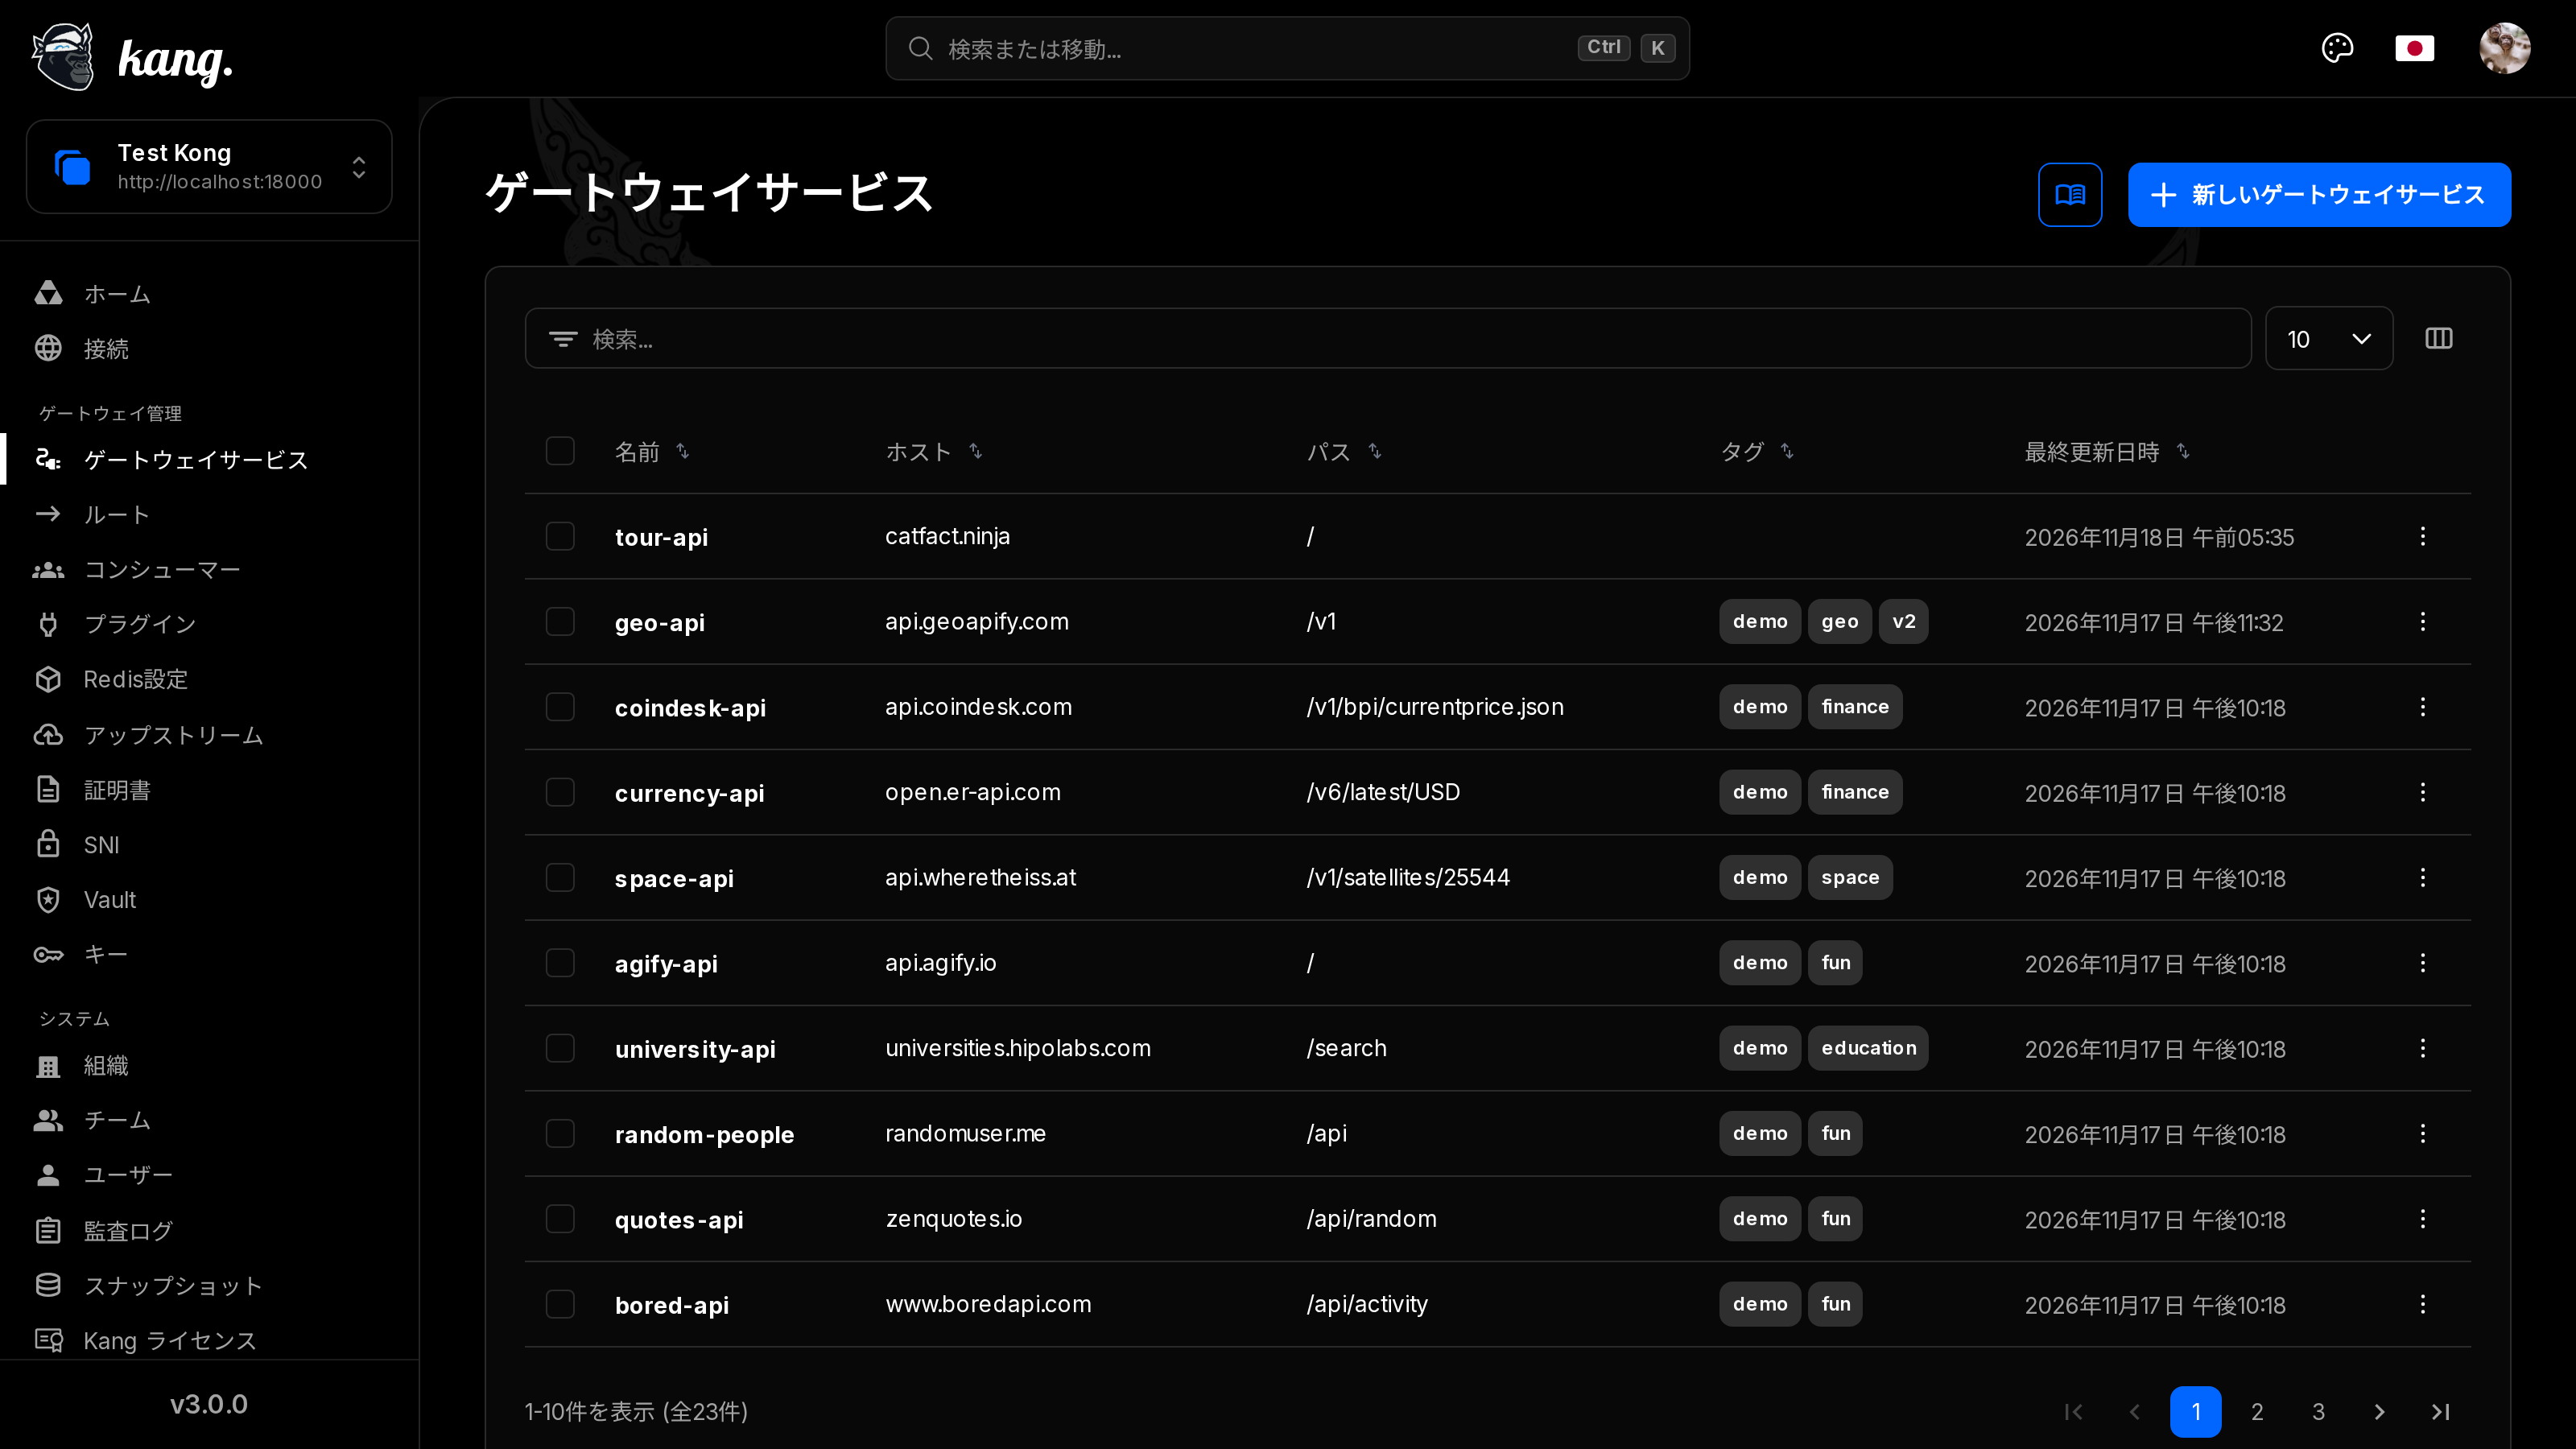 kang.
検索または移動...
Ctrl K
Test Kong
http://localhost:18000
ホーム
接続
ゲートウェイ管理
ゲートウェイサービス
ルート
コンシューマー
プラグイン
Redis設定
アップストリーム
証明書
SNI
Vault
キー
システム
組織
チーム
ユーザー
監査ログ
スナップショット
Kang ライセンス
v3.0.0
ゲートウェイサービス
新しいゲートウェイサービス
検索...
10
名前 ホスト パス タグ 最終更新日時
tour-api catfact.ninja / 2026年11月18日 午前05:35
geo-api api.geoapify.com /v1 demo geo v2 2026年11月17日 午後11:32
coindesk-api api.coindesk.com /v1/bpi/currentprice.json demo finance 2026年11月17日 午後10:18
currency-api open.er-api.com /v6/latest/USD demo finance 2026年11月17日 午後10:18
space-api api.wheretheiss.at /v1/satellites/25544 demo space 2026年11月17日 午後10:18
agify-api api.agify.io / demo fun 2026年11月17日 午後10:18
university-api universities.hipolabs.com /search demo education 2026年11月17日 午後10:18
random-people randomuser.me /api demo fun 2026年11月17日 午後10:18
quotes-api zenquotes.io /api/random demo fun 2026年11月17日 午後10:18
bored-api www.boredapi.com /api/activity demo fun 2026年11月17日 午後10:18
1-10件を表示 (全23件)
1 2 3